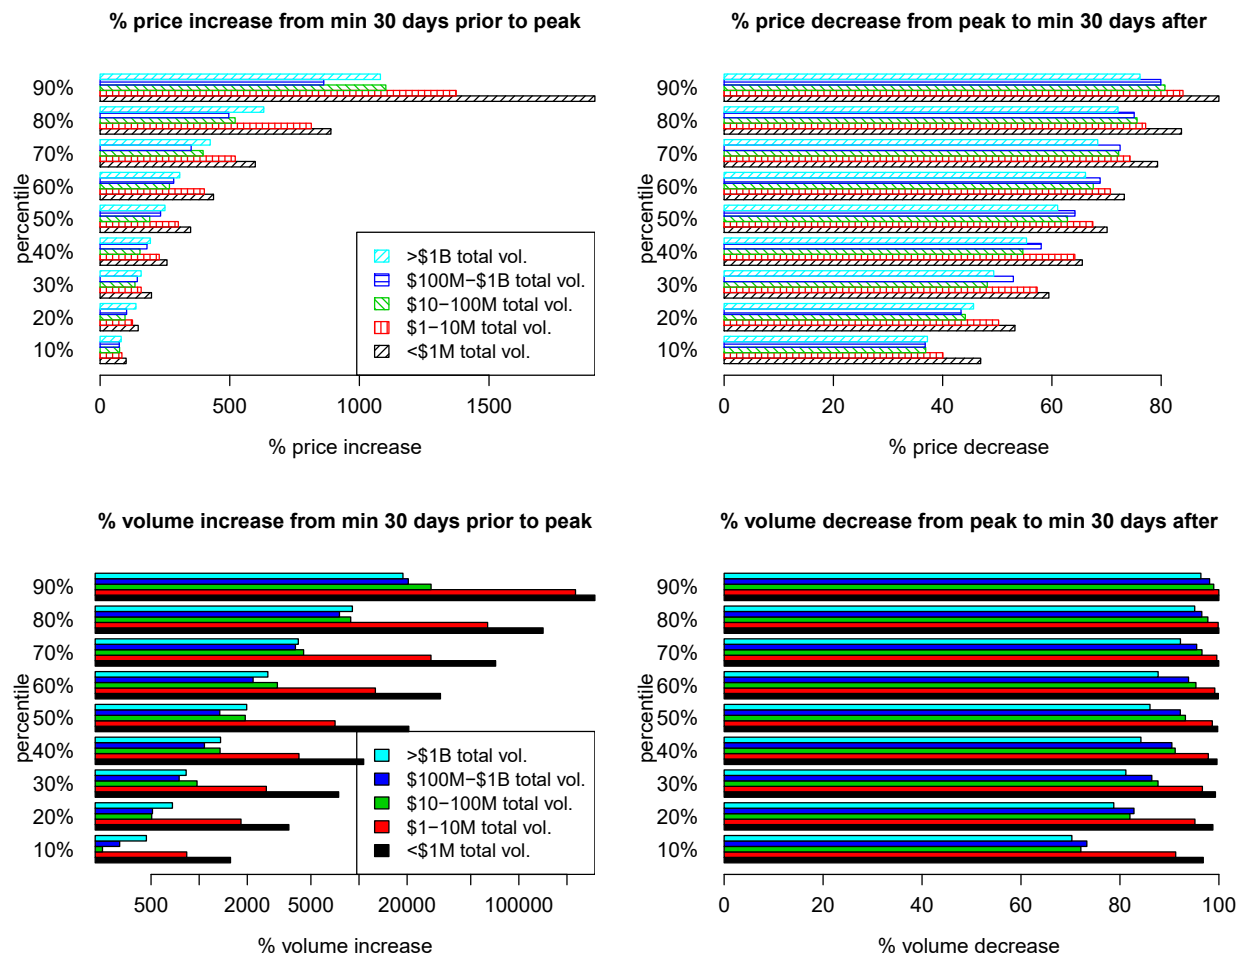 % price increase from min 30 days prior to peak
percentile
90%
80%
70%
60%
50%
40%
30%
20%
10%
>$1B total vol.
$100M−$1B total vol.
$10−100M total vol.
$1−10M total vol.
<$1M total vol.
0 500 1000 1500
% price increase
% price decrease from peak to min 30 days after
percentile
90%
80%
70%
60%
50%
40%
30%
20%
10%
0 20 40 60 80
% price decrease
% volume increase from min 30 days prior to peak
percentile
90%
80%
70%
60%
50%
40%
30%
20%
10%
>$1B total vol.
$100M−$1B total vol.
$10−100M total vol.
$1−10M total vol.
<$1M total vol.
500 2000 5000 20000 100000
% volume increase
% volume decrease from peak to min 30 days after
percentile
90%
80%
70%
60%
50%
40%
30%
20%
10%
0 20 40 60 80 100
% volume decrease